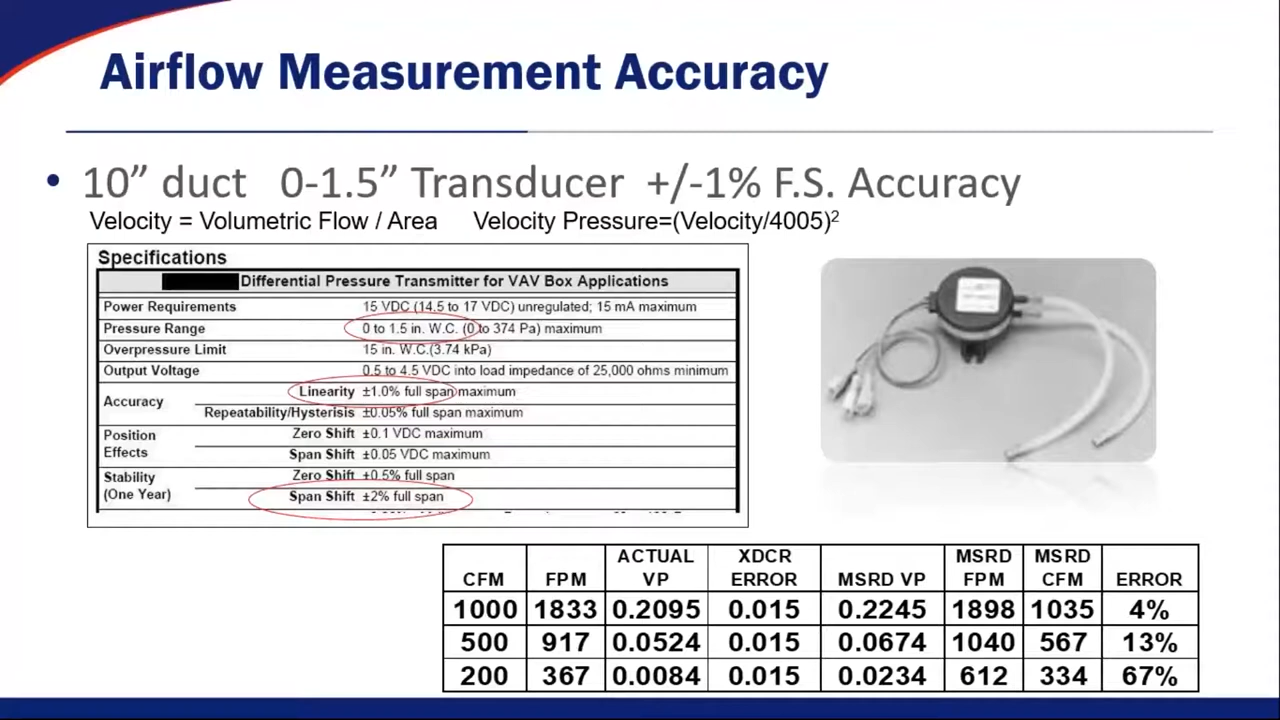 Airflow Measurement Accuracy
• 10” duct 0-1.5” Transducer +/-1% F.S. Accuracy
Velocity = Volumetric Flow / Area Velocity Pressure=(Velocity/4005)²
Specifications
Differential Pressure Transmitter for VAV Box Applications
Power Requirements 15 VDC (14.5 to 17 VDC) unregulated; 15 mA maximum
Pressure Range 0 to 1.5 in. W.C. (0 to 374 Pa) maximum
Overpressure Limit 15 in. W.C.(3.74 kPa)
Output Voltage 0.5 to 4.5 VDC into load impedance of 25,000 ohms minimum
Accuracy Linearity ±1.0% full span maximum
Repeatability/Hysterisis ±0.05% full span maximum
Position Effects Zero Shift ±0.1 VDC maximum
Span Shift ±0.05 VDC maximum
Stability (One Year) Zero Shift ±0.5% full span
Span Shift ±2% full span
CFM FPM ACTUAL VP XDCR ERROR MSRD VP MSRD FPM MSRD CFM ERROR
1000 1833 0.2095 0.015 0.2245 1898 1035 4%
500 917 0.0524 0.015 0.0674 1040 567 13%
200 367 0.0084 0.015 0.0234 612 334 67%